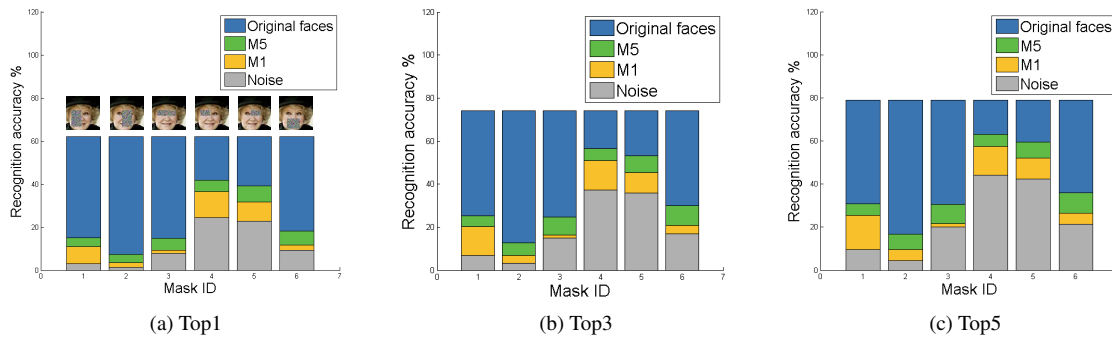 120
100
80
60
40
20
0
Recognition accuracy %
Original faces
M5
M1
Noise
0 1 2 3 4 5 6 7
Mask ID
(a) Top1
120
100
80
60
40
20
0
Recognition accuracy %
Original faces
M5
M1
Noise
0 1 2 3 4 5 6 7
Mask ID
(b) Top3
120
100
80
60
40
20
0
Recognition accuracy %
Original faces
M5
M1
Noise
0 1 2 3 4 5 6
Mask ID
(c) Top5